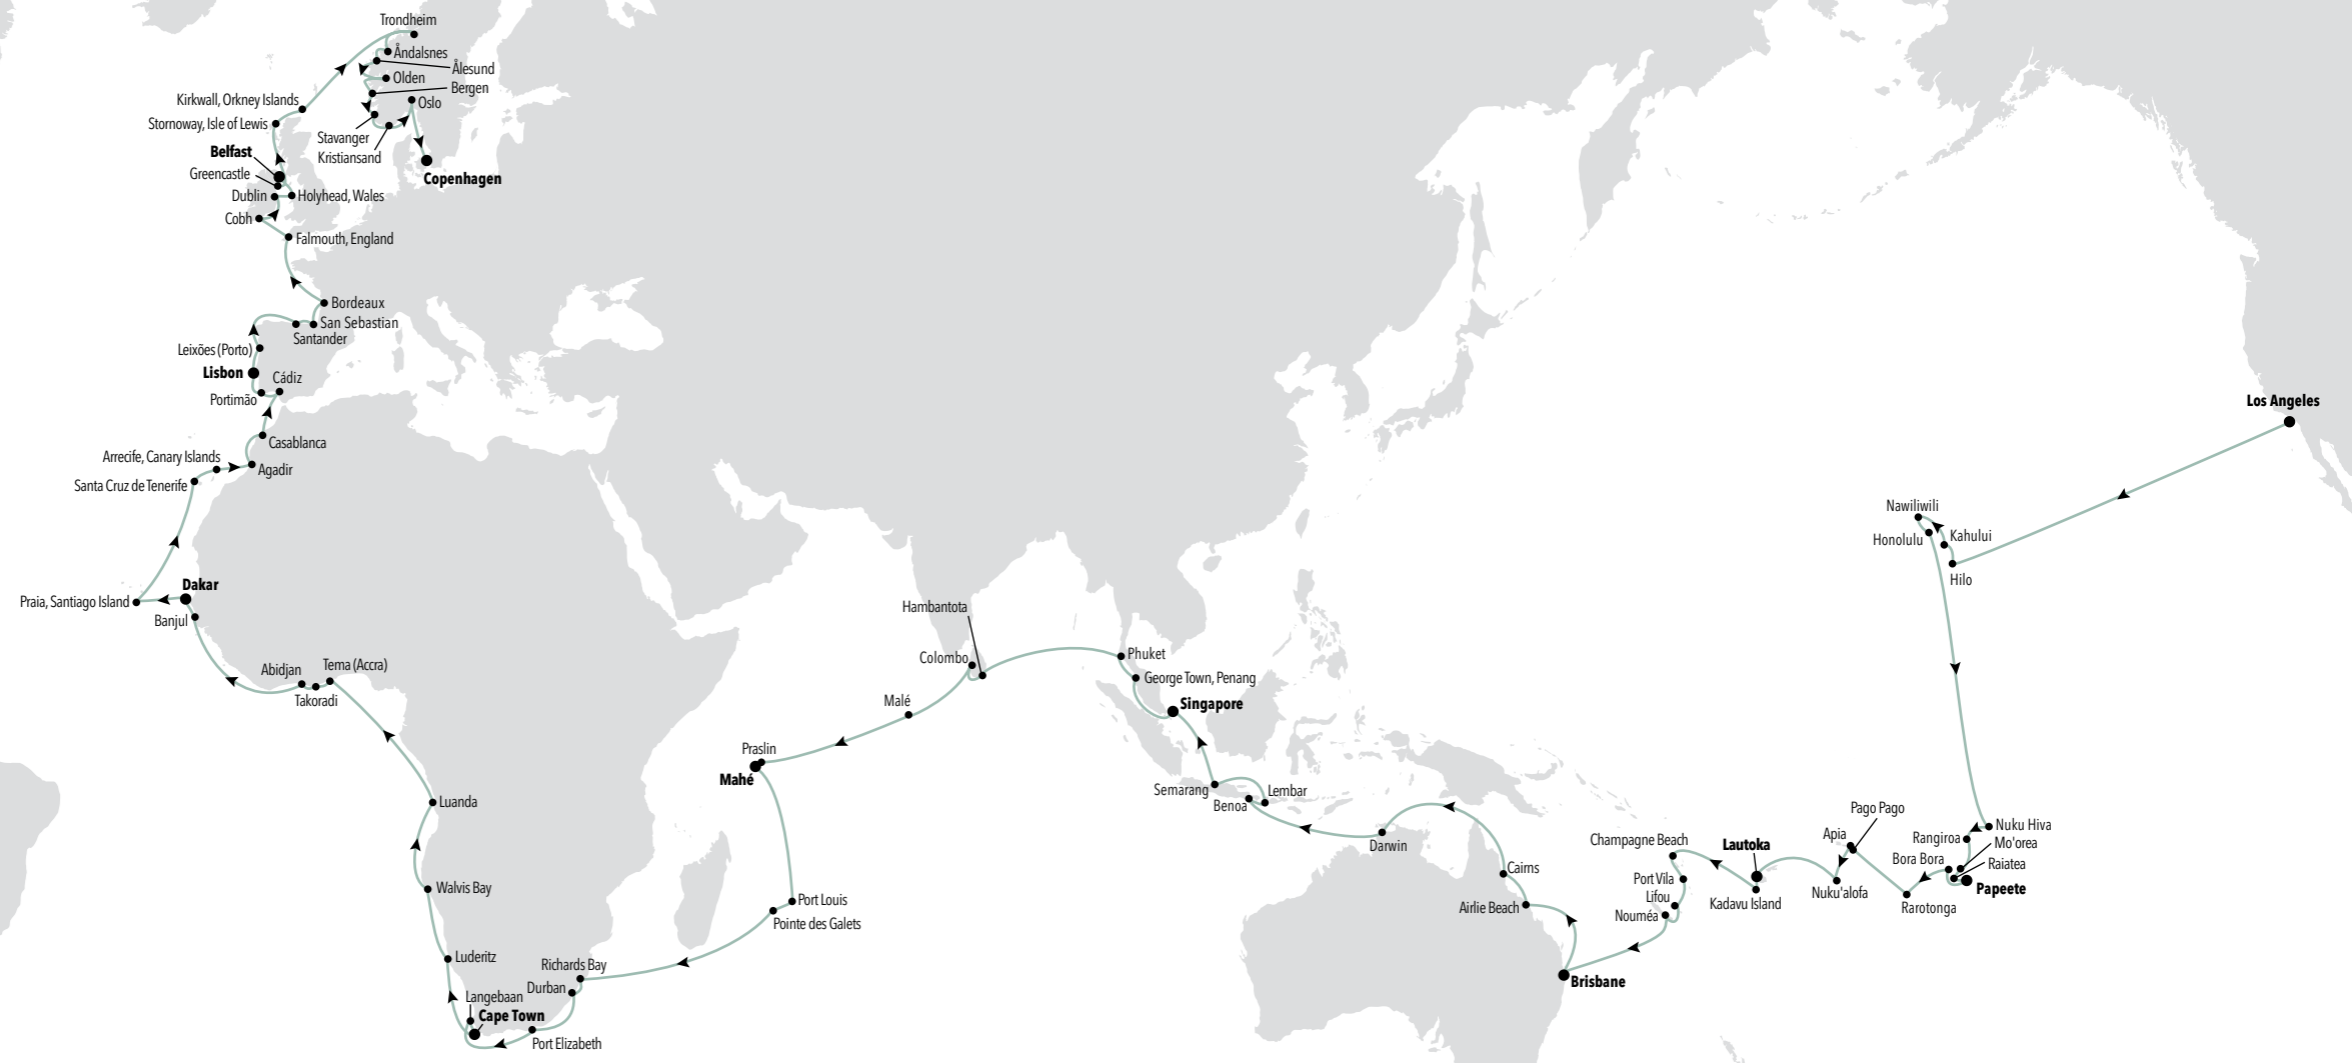 Trondheim
Åndalsnes
Ålesund
Olden
Bergen
Oslo
Kirkwall, Orkney Islands
Stornoway, Isle of Lewis
Stavanger
Kristiansand
Belfast
Greencastle
Copenhagen
Dublin
Holyhead, Wales
Cobh
Falmouth, England
Bordeaux
San Sebastian
Santander
Leixões (Porto)
Lisbon
Cádiz
Portimão
Casablanca
Arrecife, Canary Islands
Agadir
Santa Cruz de Tenerife
Dakar
Praia, Santiago Island
Banjul
Abidjan
Tema (Accra)
Takoradi
Luanda
Walvis Bay
Luderitz
Langebaan
Cape Town
Port Elizabeth
Durban
Richards Bay
Pointe des Galets
Port Louis
Praslin
Mahé
Malé
Colombo
Hambantota
Phuket
George Town, Penang
Singapore
Semarang
Benoa
Lembar
Darwin
Cairns
Airlie Beach
Brisbane
Champagne Beach
Port Vila
Lifou
Nouméa
Lautoka
Kadavu Island
Pago Pago
Apia
Nuku'alofa
Rarotonga
Nuku Hiva
Rangiroa
Mo'orea
Bora Bora
Raiatea
Papeete
Nawiliwili
Honolulu
Kahului
Hilo
Los Angeles